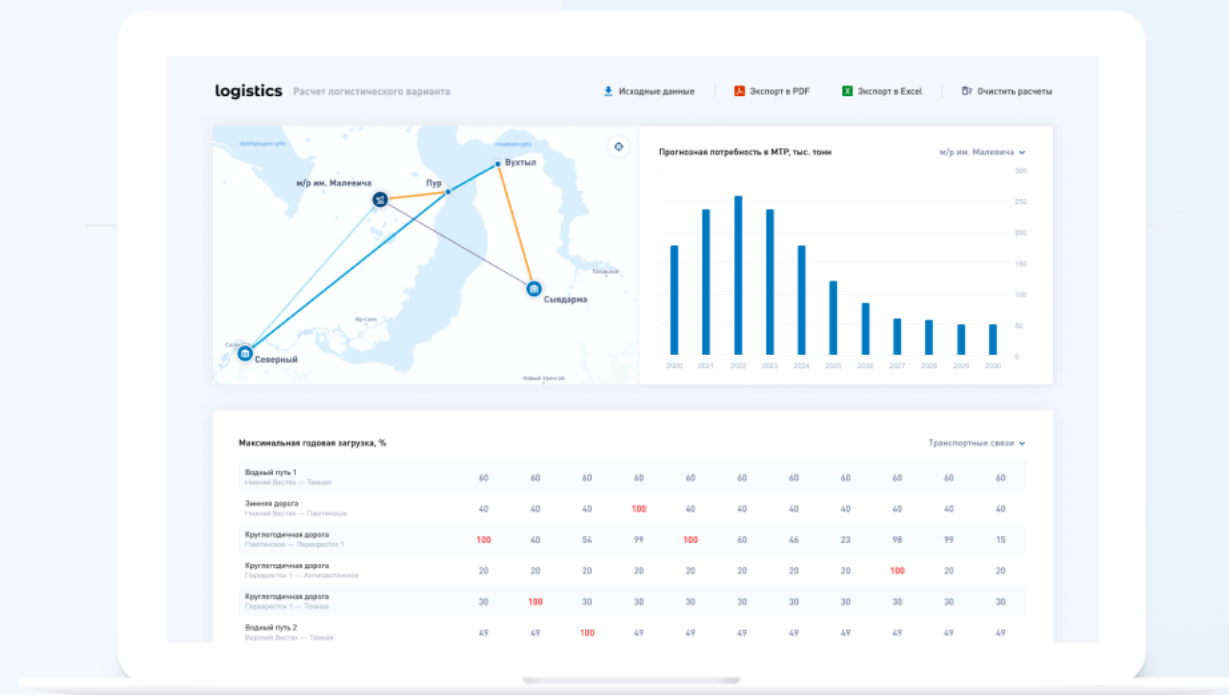 logistics
Расчет логистического варианта
Исходные данные
Экспорт в PDF
Экспорт в Excel
Очистить расчеты
Вухтыл
м/р им. Малевича
Пур
Сывдарма
Яр-Сале
Северный
Новый Уренгой
Прогнозная потребность в МТР, тыс. тонн
м/р им. Малевича
300
250
200
150
100
50
0
2020 2021 2022 2023 2024 2025 2026 2027 2028 2029 2030
Максимальная годовая загрузка, %
Транспортные связи
Водный путь 1
60 60 60 60 60 60 60 60 60 60 60
Нижний Вестях — Темная
Зимняя дорога
40 40 40 100 40 40 40 40 40 40 40
Нижний Вестях —
Круглогодичная дорога
100 40 54 99 100 60 46 23 98 99 15
— Перекресток 1
Круглогодичная дорога
20 20 20 20 20 20 20 20 100 20 20
Перекресток 1 —
Круглогодичная дорога
30 100 30 30 30 30 30 30 30 30 30
Перекресток 1 — Темная
Водный путь 2
49 49 100 49 49 49 49 49 49 49 49
Верхний Вестях — Темная